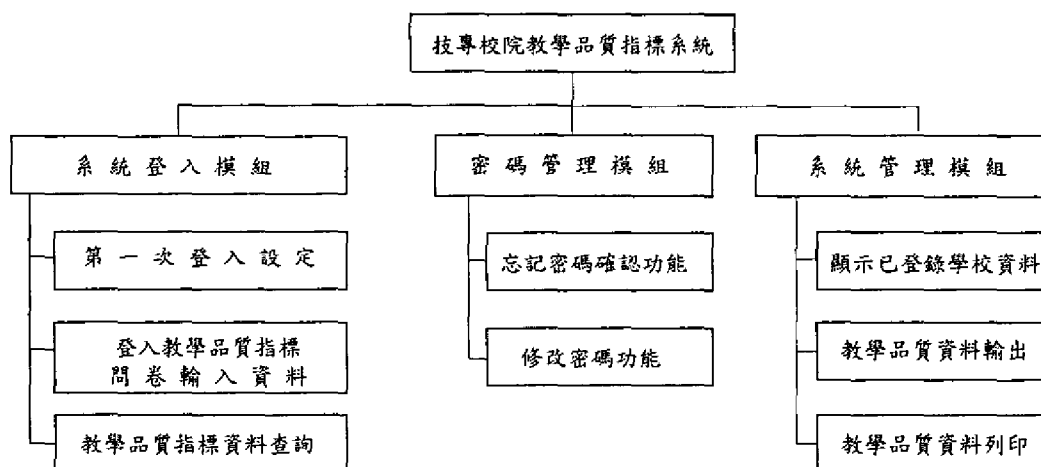 技專校院教學品質指標系統
系統登入模組
密碼管理模組
系統管理模組
第一次登入設定
忘記密碼確認功能
顯示已登錄學校資料
登入教學品質指標
問卷輸入資料
修改密碼功能
教學品質資料輸出
教學品質指標資料查詢
教學品質資料列印